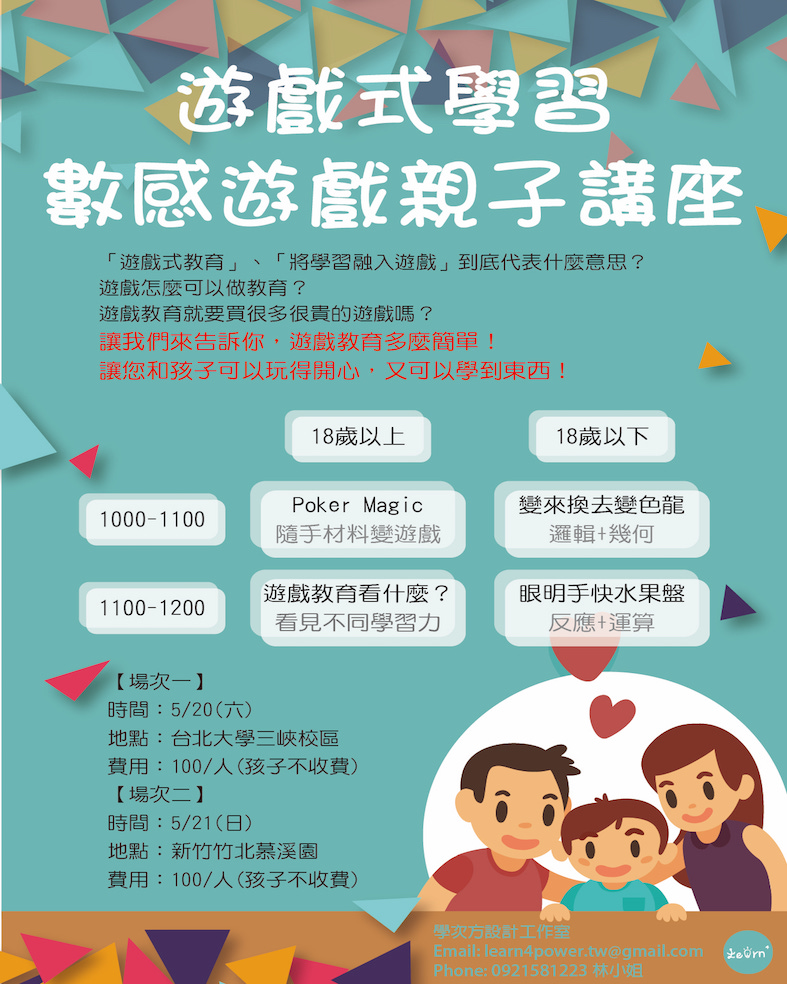 遊戲式學習
數感遊戲親子講座
「遊戲式教育」、「將學習融入遊戲」到底代表什麼意思？
遊戲怎麼可以做教育？
遊戲教育就要買很多很貴的遊戲嗎？
讓我們來告訴你，遊戲教育多麼簡單！
讓您和孩子可以玩得開心，又可以學到東西！
18歲以上
18歲以下
1000-1100
Poker Magic
隨手材料變遊戲
變來換去變色龍
邏輯+幾何
1100-1200
遊戲教育看什麼？
看見不同學習力
眼明手快水果盤
反應+運算
【場次一】
時間：5/20(六)
地點：台北大學三峽校區
費用：100/人(孩子不收費)
【場次二】
時間：5/21(日)
地點：新竹竹北慕溪園
費用：100/人(孩子不收費)
學次方設計工作室
Email: learn4power.tw@gmail.com
Phone: 0921581223 林小姐
Learn